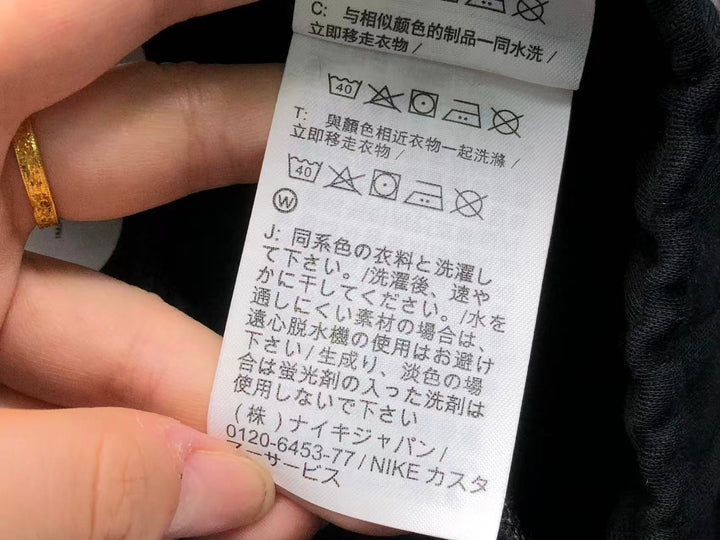 C: 与相似颜色的制品一同水洗 /
立即移走衣物 /
40
T: 與顏色相近衣物一起洗滌 /
立即移走衣物 /
40
W
J: 同系色の衣料と洗濯し
て下さい。/洗濯後、速や
かに干してください。/水を
通しにくい素材の場合は、
遠心脱水機の使用はお避け
下さい/ 生成り、淡色の場
合は蛍光剤の入った洗剤は
使用しないで下さい
( 株 ) ナイキジャパン/
0120-6453-77 / NIKE カスタ
マーサービス